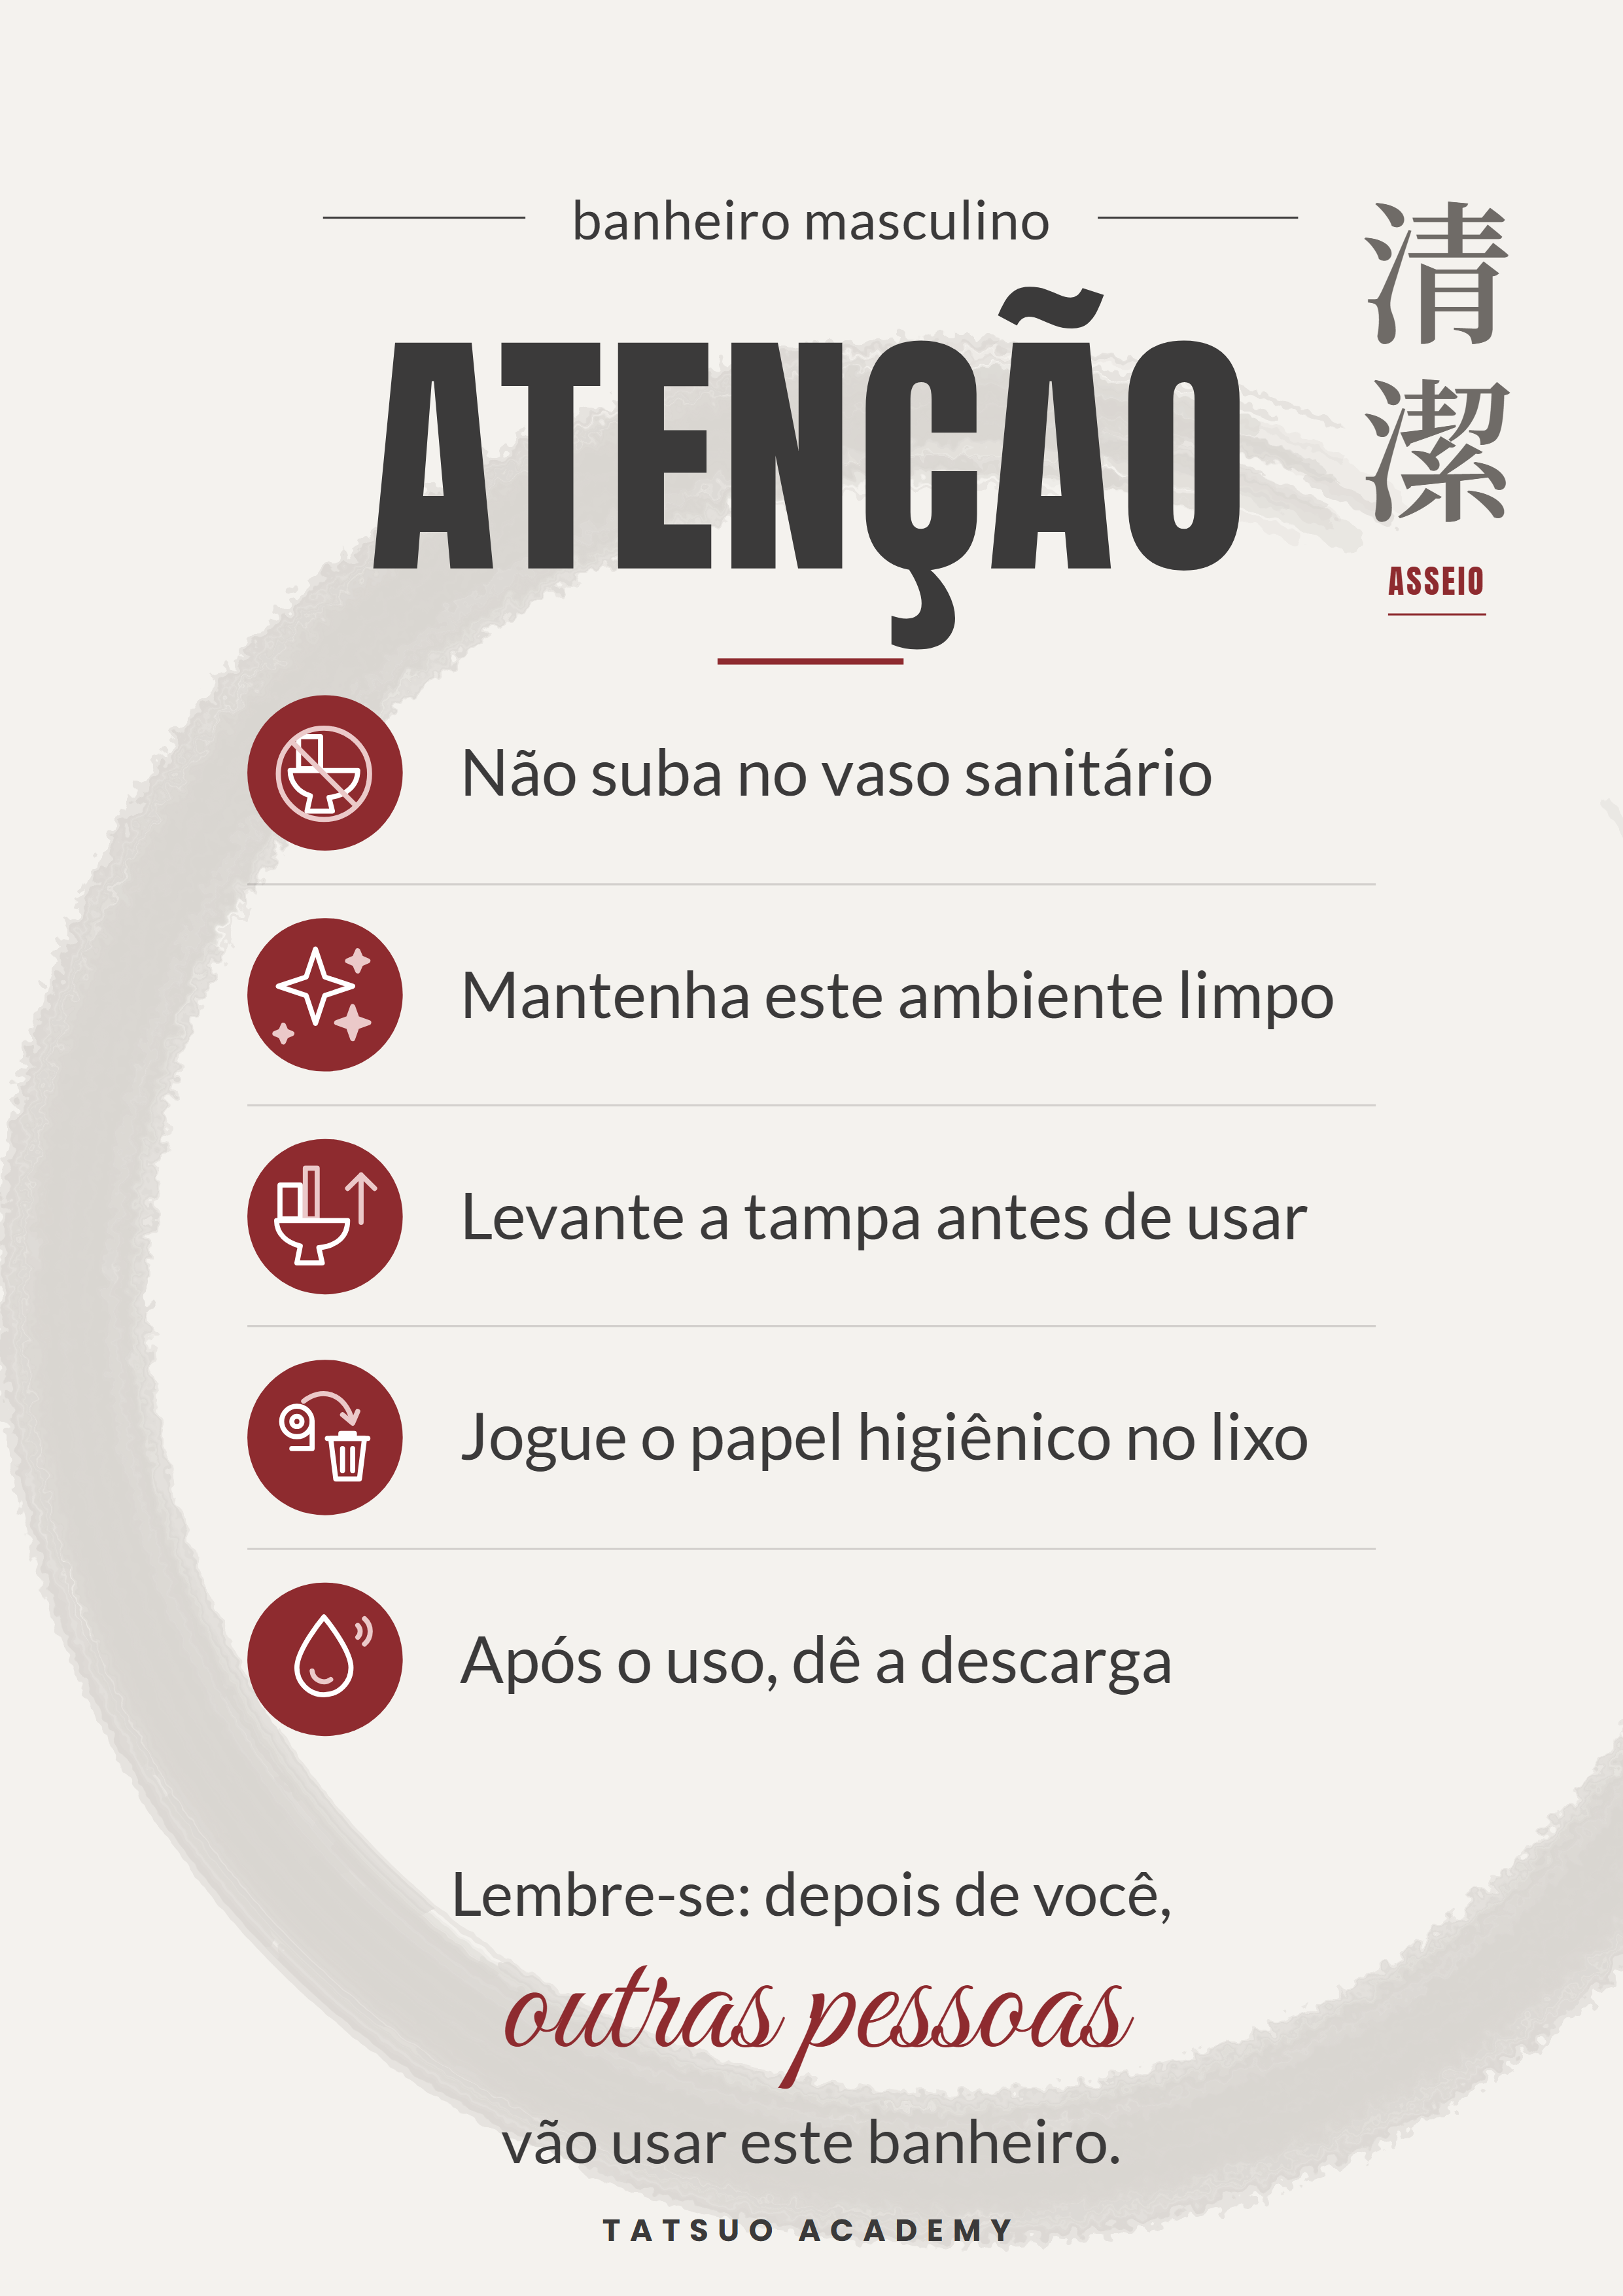 banheiro masculino
ATENÇÃO
清潔
ASSEIO
Não suba no vaso sanitário
Mantenha este ambiente limpo
Levante a tampa antes de usar
Jogue o papel higiênico no lixo
Após o uso, dê a descarga
Lembre-se: depois de você,
outras pessoas
vão usar este banheiro.
TATSUO ACADEMY